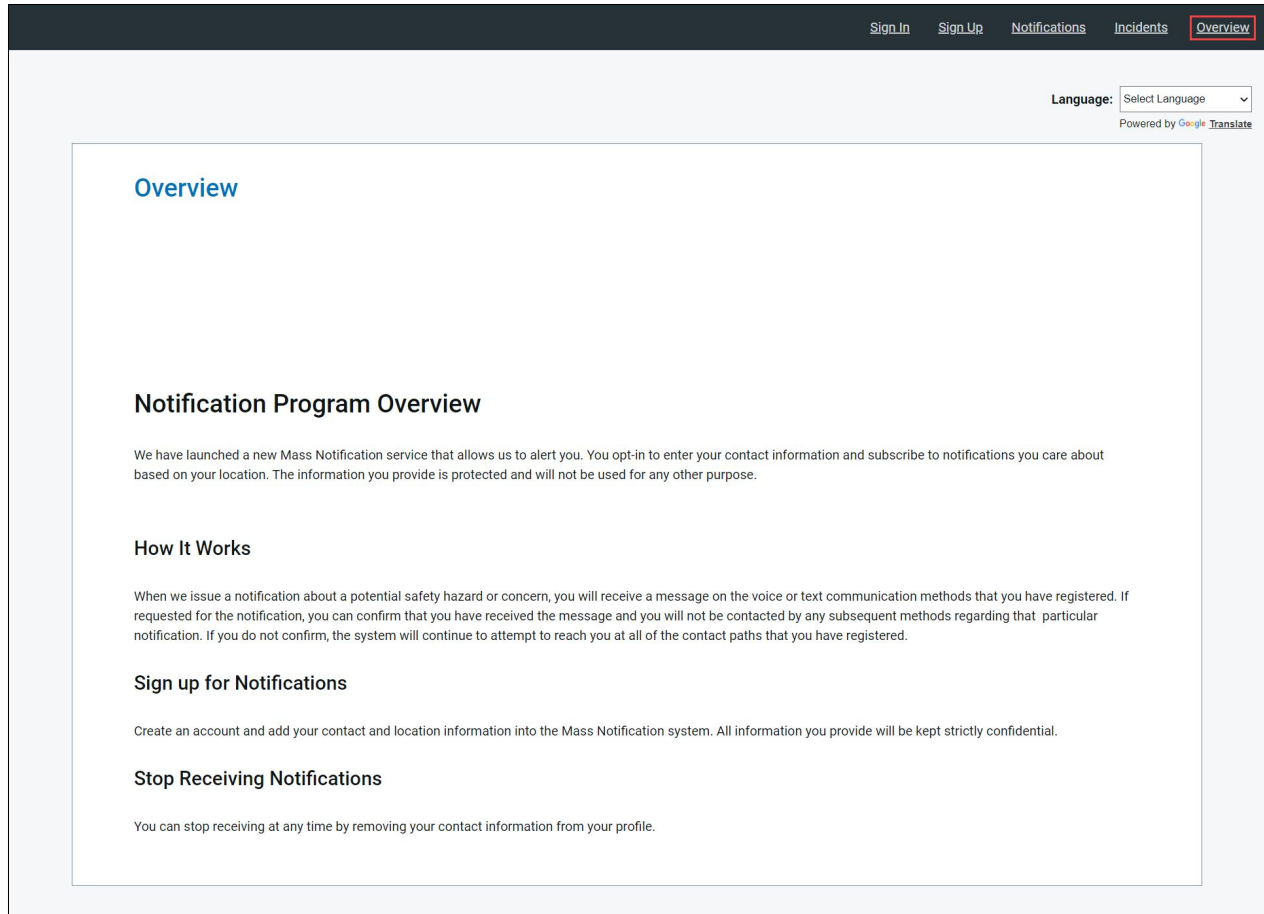 Sign In Sign Up Notifications Incidents Overview
Language: Select Language
Powered by Google Translate
Overview
Notification Program Overview
We have launched a new Mass Notification service that allows us to alert you. You opt-in to enter your contact information and subscribe to notifications you care about
based on your location. The information you provide is protected and will not be used for any other purpose.
How It Works
When we issue a notification about a potential safety hazard or concern, you will receive a message on the voice or text communication methods that you have registered. If
requested for the notification, you can confirm that you have received the message and you will not be contacted by any subsequent methods regarding that particular
notification. If you do not confirm, the system will continue to attempt to reach you at all of the contact paths that you have registered.
Sign up for Notifications
Create an account and add your contact and location information into the Mass Notification system. All information you provide will be kept strictly confidential.
Stop Receiving Notifications
You can stop receiving at any time by removing your contact information from your profile.